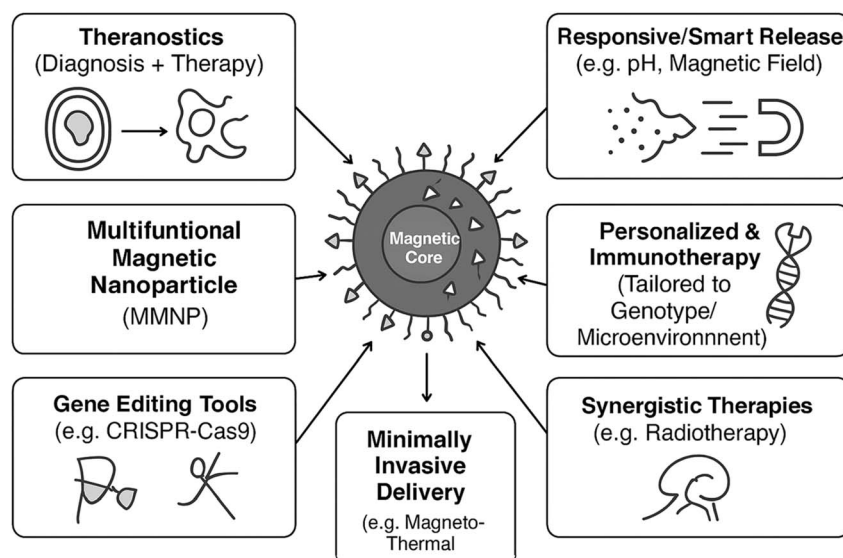 Theranostics
(Diagnosis + Therapy)
Responsive/Smart Release
(e.g. pH, Magnetic Field)
Multifuntional
Magnetic
Nanoparticle
(MMNP)
Magnetic
Core
Personalized &
Immunotherapy
(Tailored to
Genotype/
Microenvironnnent)
Gene Editing Tools
(e.g. CRISPR-Cas9)
Minimally
Invasive
Delivery
(e.g. Magneto-
Thermal
Synergistic Therapies
(e.g. Radiotherapy)